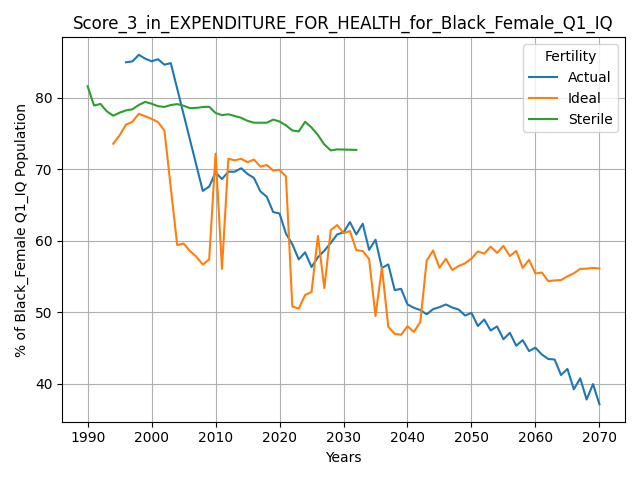 Score_3_in_EXPENDITURE_FOR_HEALTH_for_Black_Female_Q1_IQ
Fertility
Actual
Ideal
Sterile
% of Black_Female Q1_IQ Population
80
70
60
50
40
1990 2000 2010 2020 2030 2040 2050 2060 2070
Years